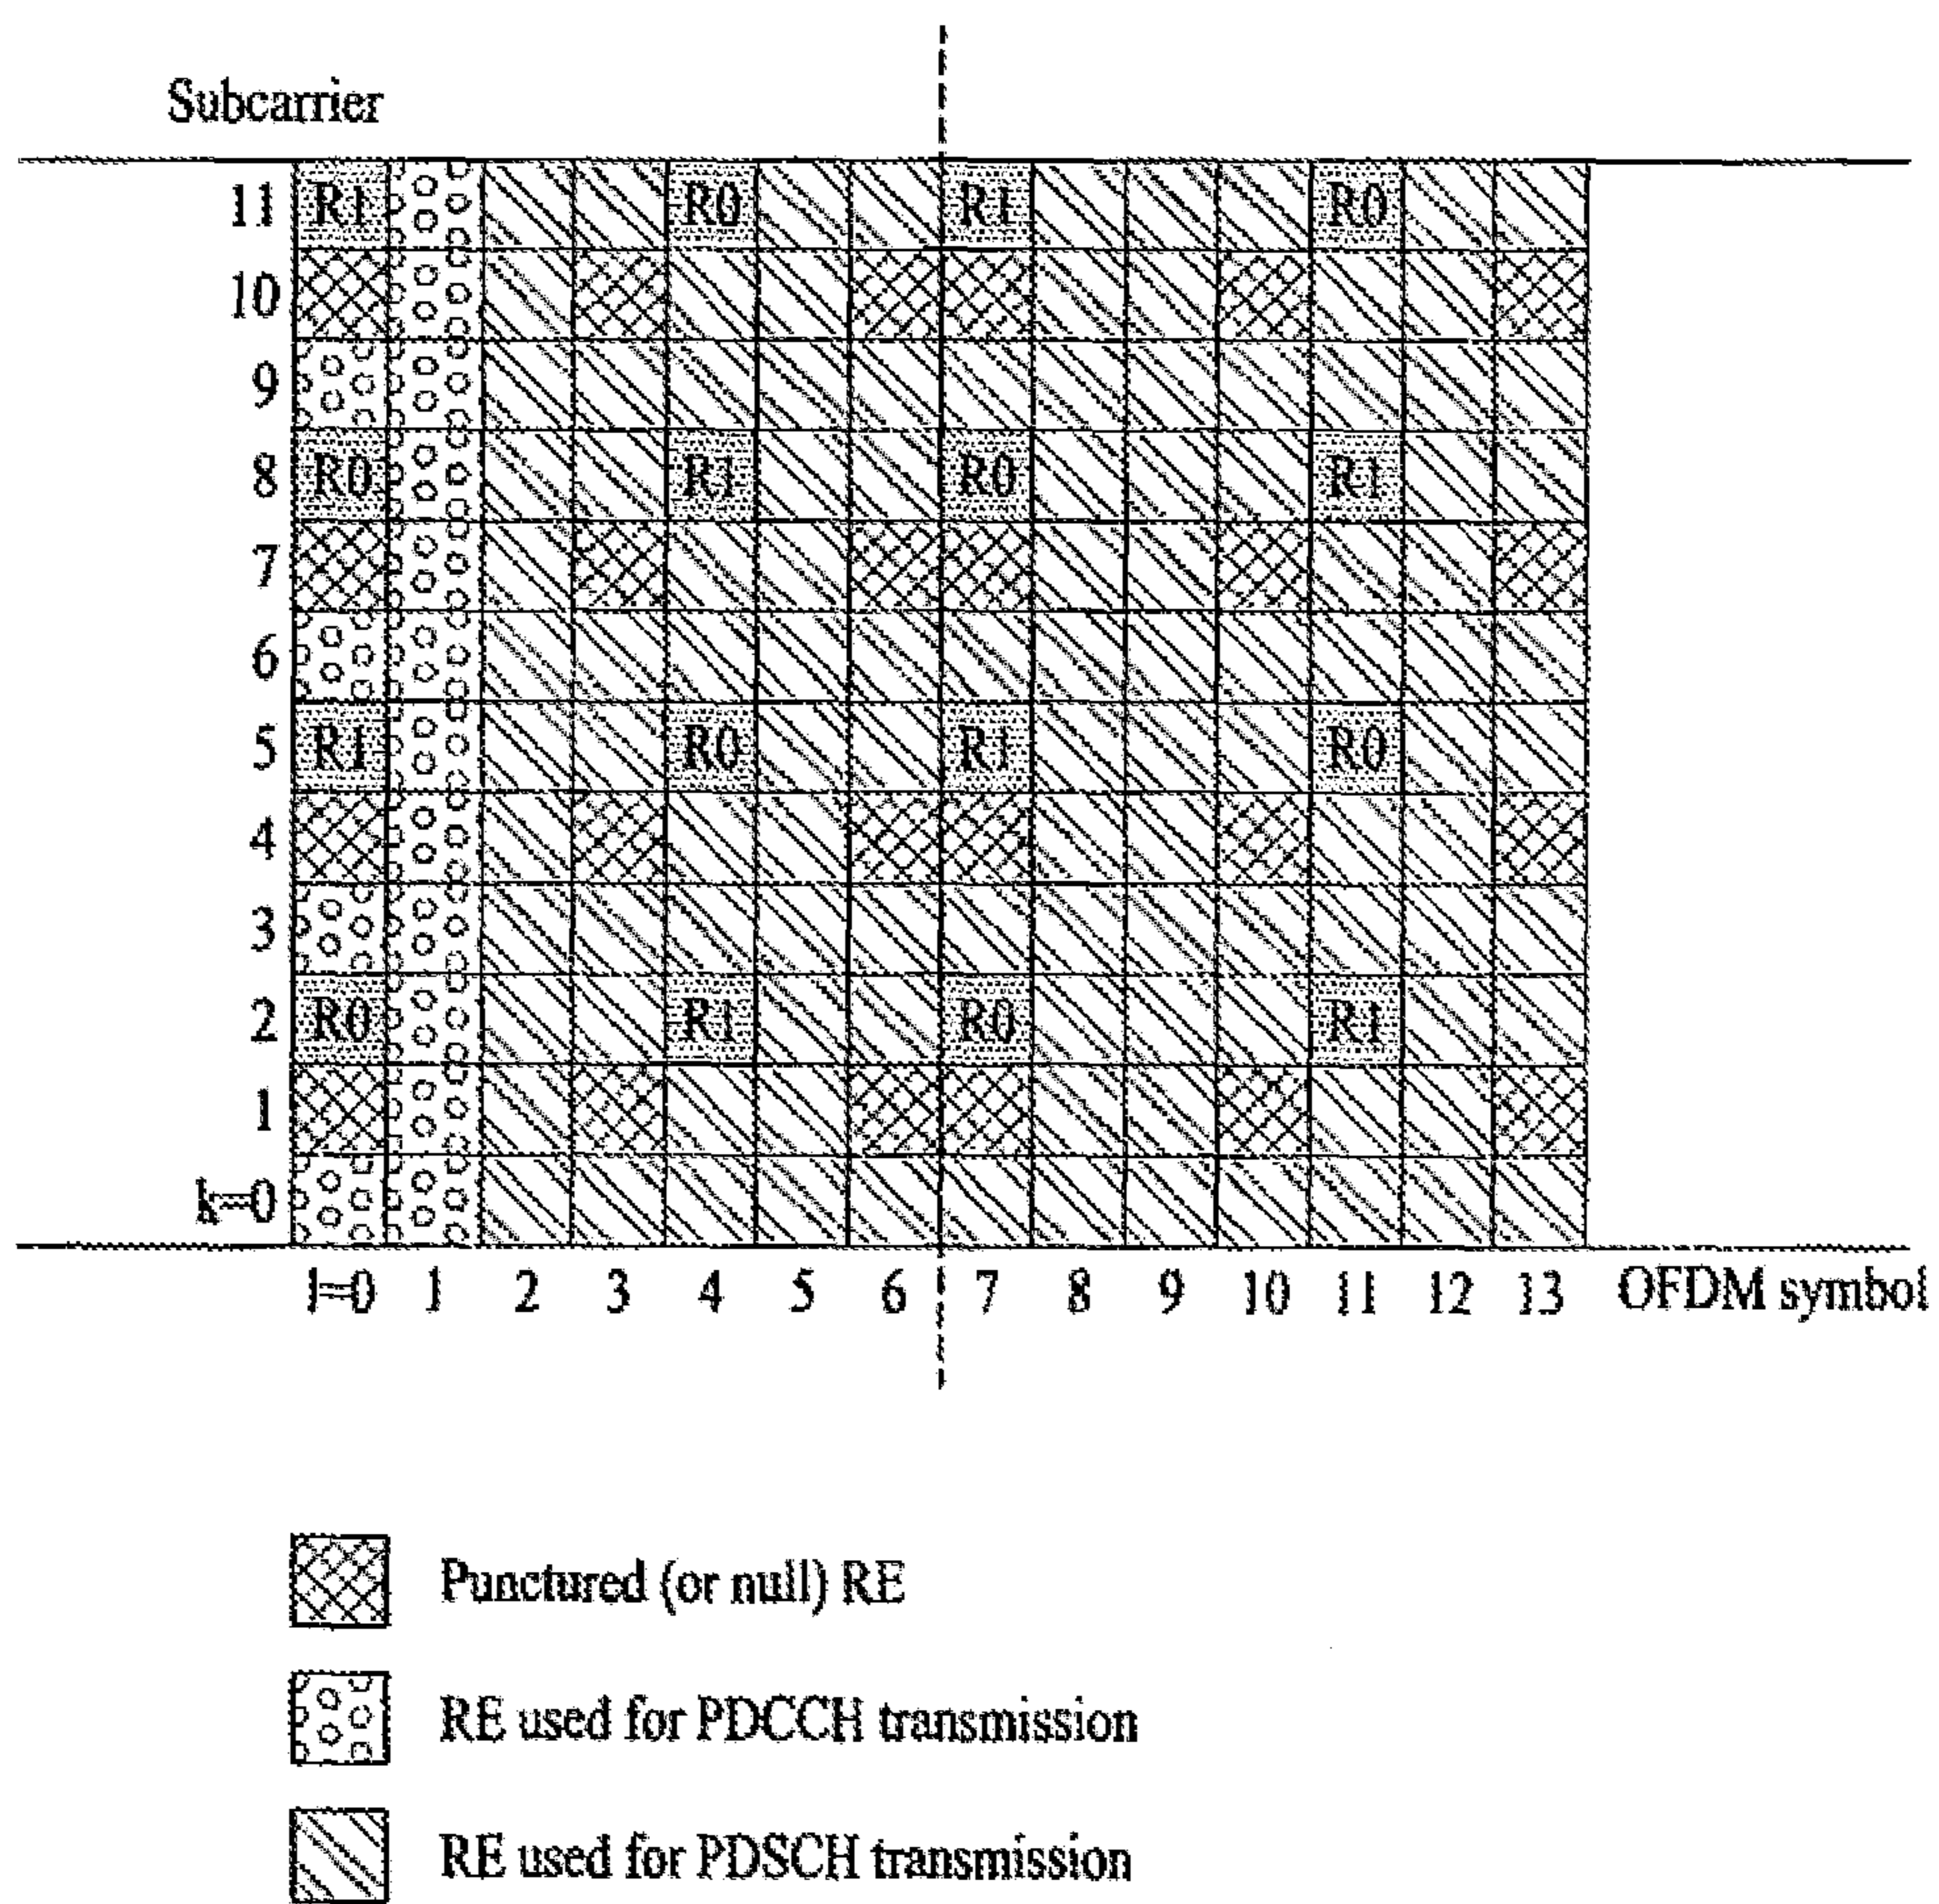 Subcarrier
11 R1 R0 R1 R0
10
9
8 R0 R1 R0 R1
7
6
5 R1 R0 R1 R0
4
3
2 R0 R1 R0 R1
1
k=0
l=0 1 2 3 4 5 6 7 8 9 10 11 12 13 OFDM symbol
Punctured (or null) RE
RE used for PDCCH transmission
RE used for PDSCH transmission